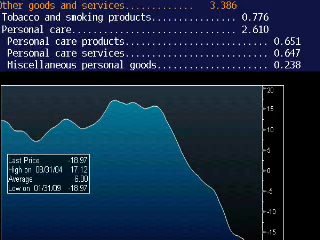 Other goods and services............. 3.386
Tobacco and smoking products................ 0.776
Personal care............................... 2.610
Personal care products........................... 0.651
Personal care services........................... 0.647
Miscellaneous personal goods..................... 0.238
20
15
10
5
0
-5
-10
-15
Last Price -18.97
High on 03/31/04 17.12
Average 6.00
Low on 01/31/09 -18.97